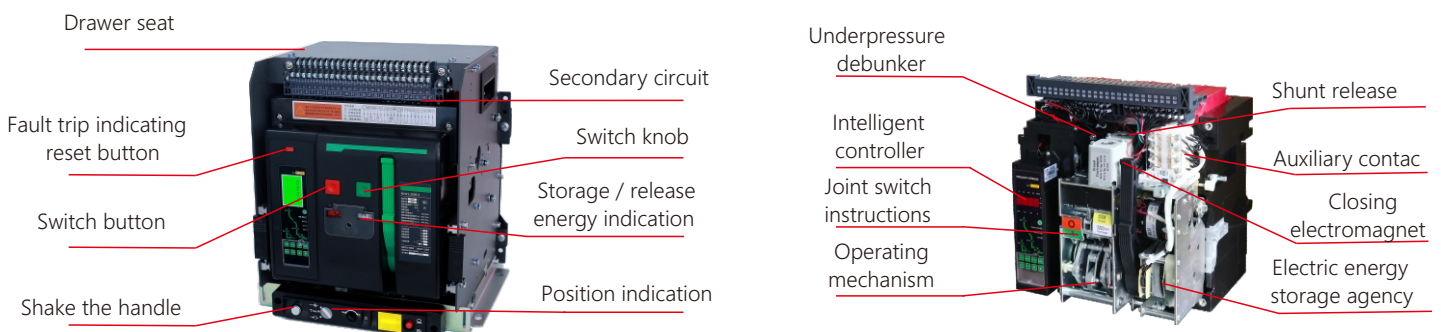 Drawer seat
Secondary circuit
Fault trip indicating
reset button
Switch knob
Switch button
Storage / release
energy indication
Shake the handle
Position indication
Underpressure
debunker
Shunt release
Intelligent
controller
Auxiliary contac
Joint switch
instructions
Closing
electromagnet
Operating
mechanism
Electric energy
storage agency